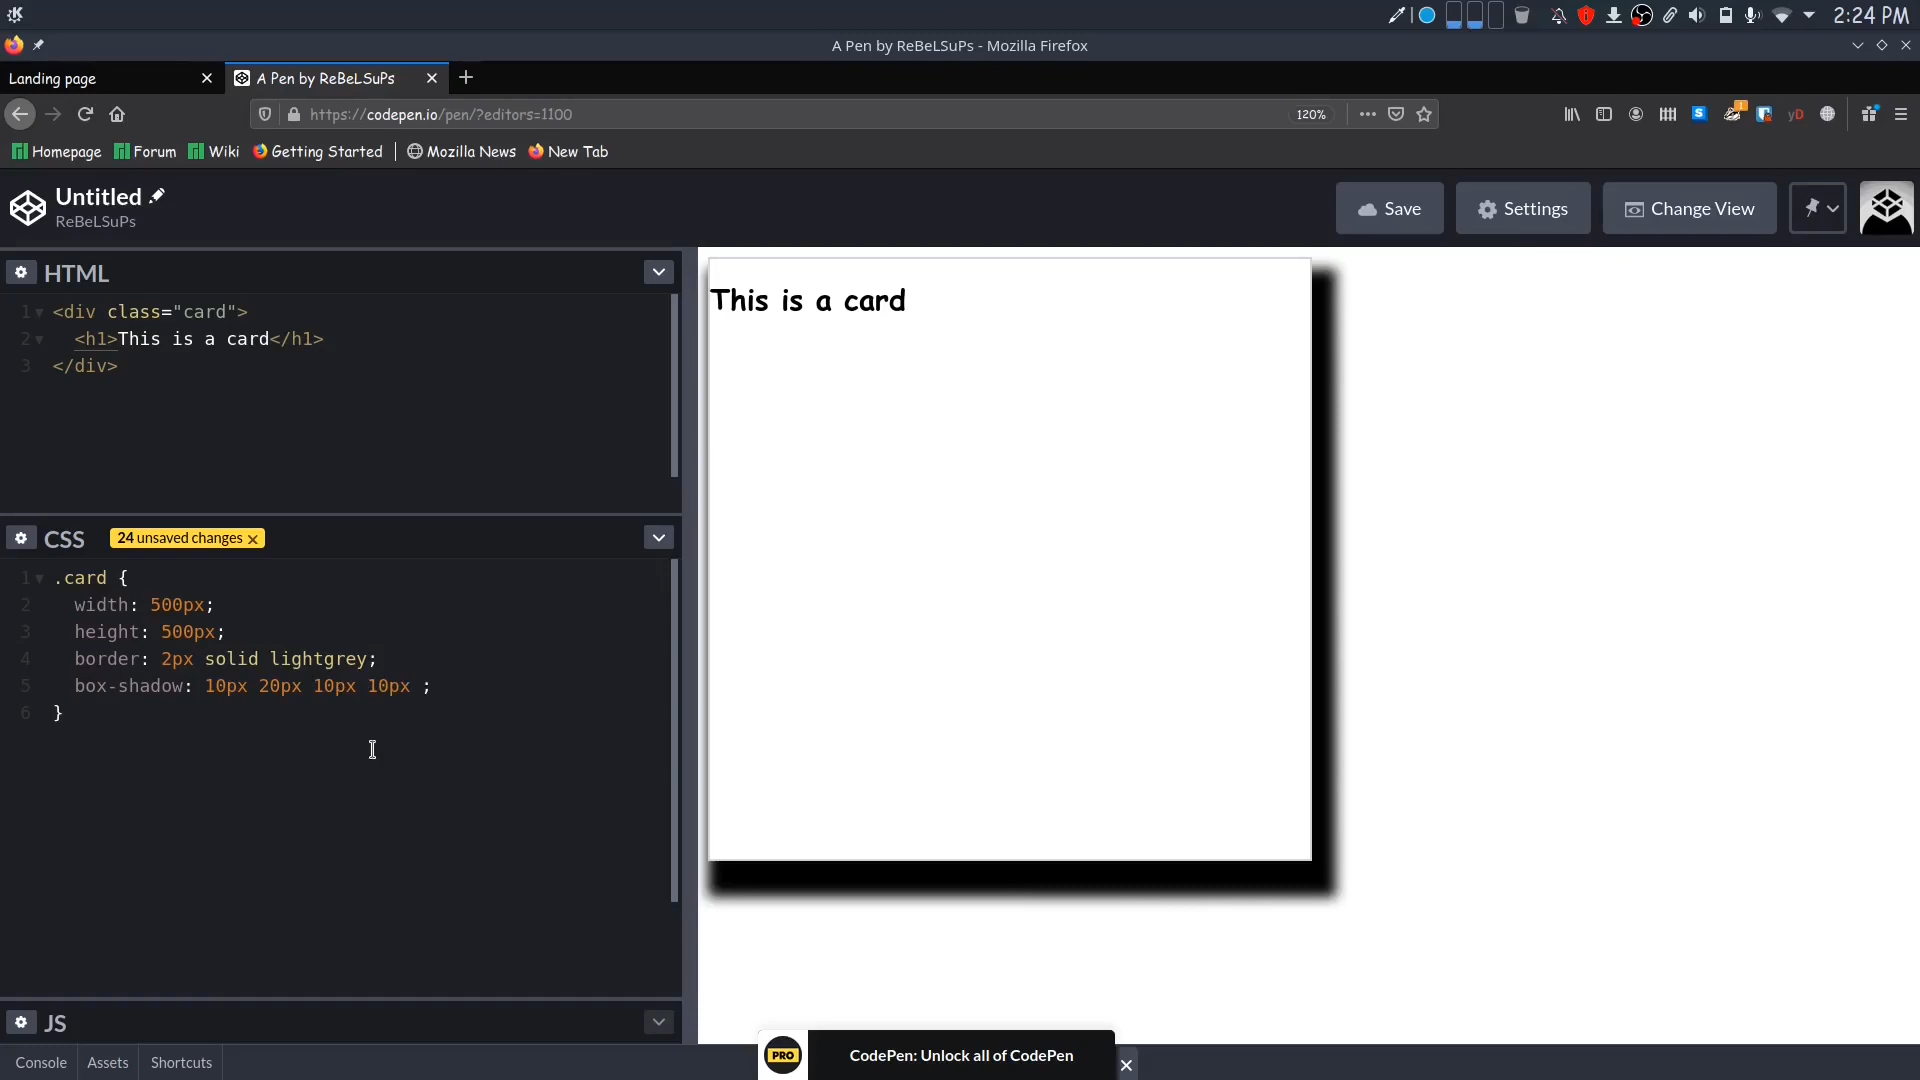 2:24 PM
A Pen by ReBeLSuPs - Mozilla Firefox
Landing page
A Pen by ReBeLSuPs
https://codepen.io/pen/?editors=1100
120%
S
1
yD
Homepage
Forum
Wiki
Getting Started
Mozilla News
New Tab
Untitled
ReBeLSuPs
Save
Settings
Change View
HTML
1 <div class="card">
2 <h1>This is a card</h1>
3 </div>
CSS
24 unsaved changes
1 .card {
2 width: 500px;
3 height: 500px;
4 border: 2px solid lightgrey;
5 box-shadow: 10px 20px 10px 10px ;
6 }
This is a card
JS
Console
Assets
Shortcuts
PRO
CodePen: Unlock all of CodePen